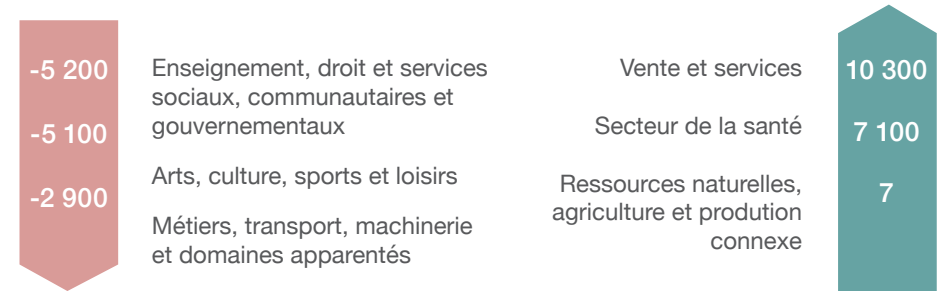 -5 200
-5 100
-2 900
Enseignement, droit et services
sociaux, communautaires et
gouvernementaux
Arts, culture, sports et loisirs
Métiers, transport, machinerie
et domaines apparentés
Vente et services
Secteur de la santé
Ressources naturelles,
agriculture et prodution
connexe
10 300
7 100
7